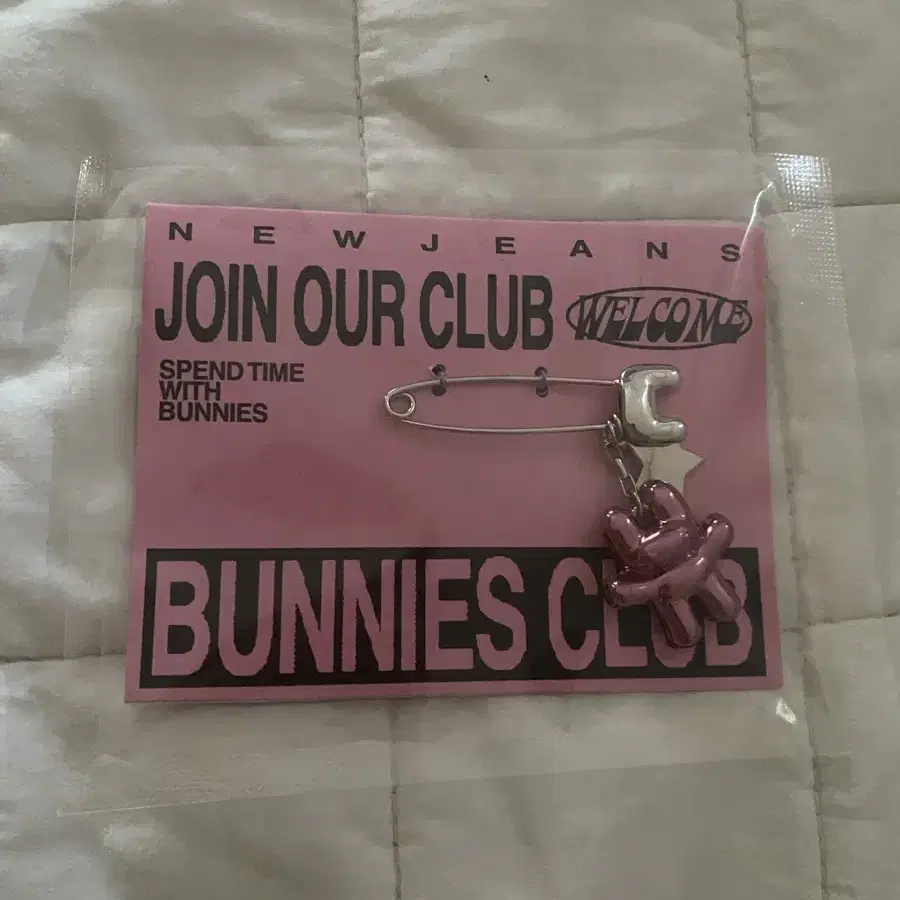 NEWJEANS
JOIN OUR CLUB
WELCOME
SPEND TIME
WITH
BUNNIES
BUNNIES CLUB